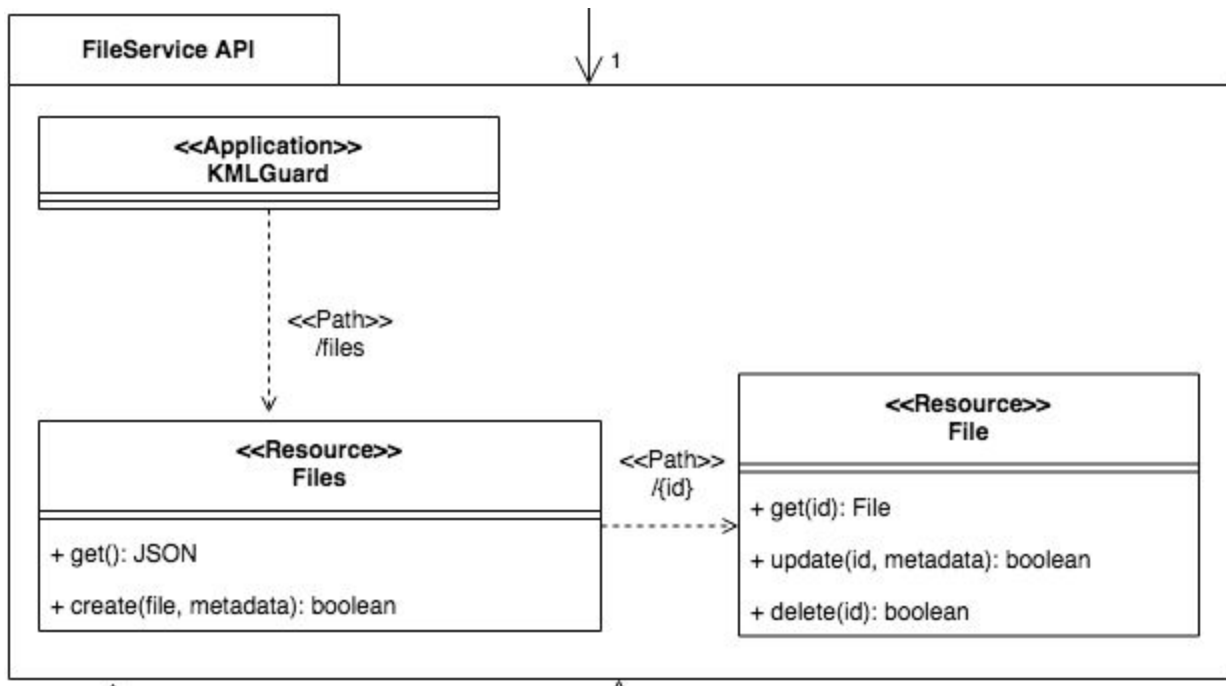 FileService API
1
<<Application>>
KMLGuard
<<Path>>
/files
<<Resource>>
Files
+ get(): JSON
+ create(file, metadata): boolean
<<Path>>
/{id}
<<Resource>>
File
+ get(id): File
+ update(id, metadata): boolean
+ delete(id): boolean